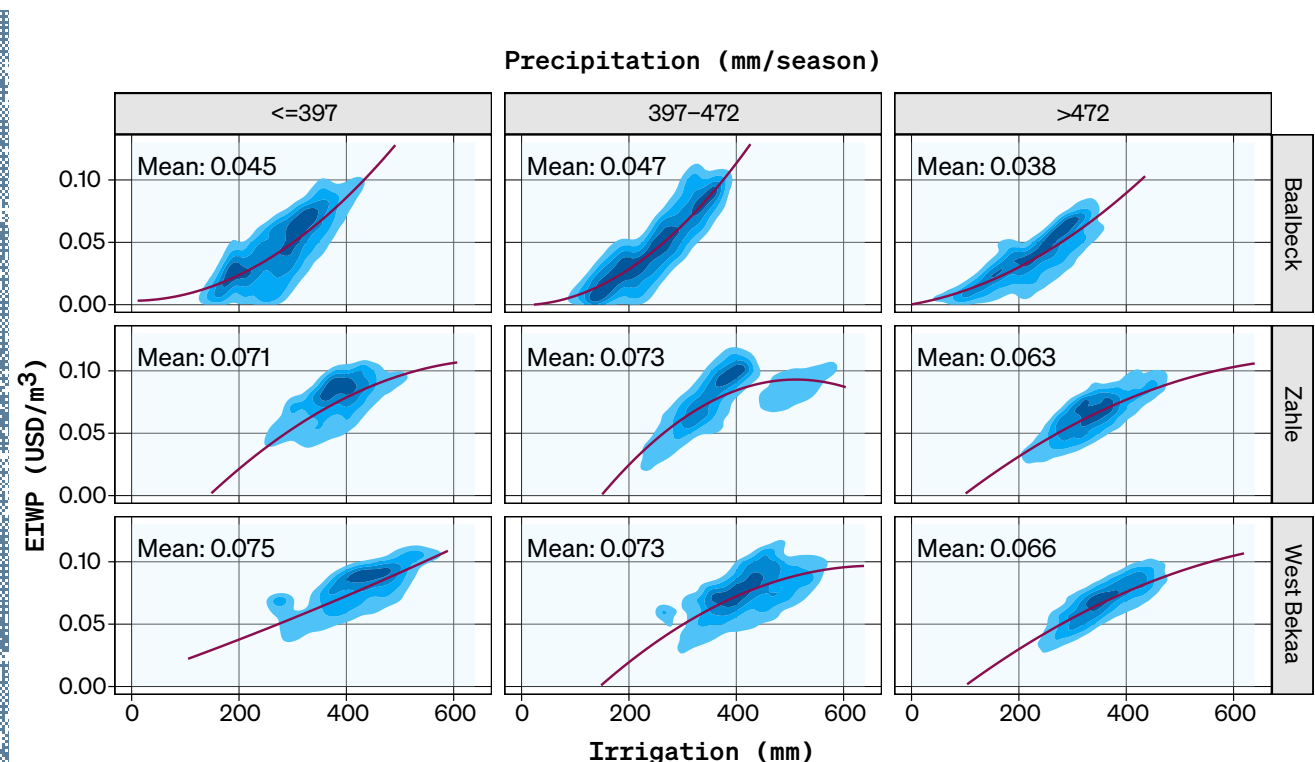 Precipitation (mm/season)
<=397 397–472 >472
Mean: 0.045 Mean: 0.047 Mean: 0.038
0.10
0.05
0.00
Baalbeck
Mean: 0.071 Mean: 0.073 Mean: 0.063
0.10
0.05
0.00
Zahle
Mean: 0.075 Mean: 0.073 Mean: 0.066
0.10
0.05
0.00
West Bekaa
EIWP (USD/m³)
0 200 400 600 0 200 400 600 0 200 400 600
Irrigation (mm)